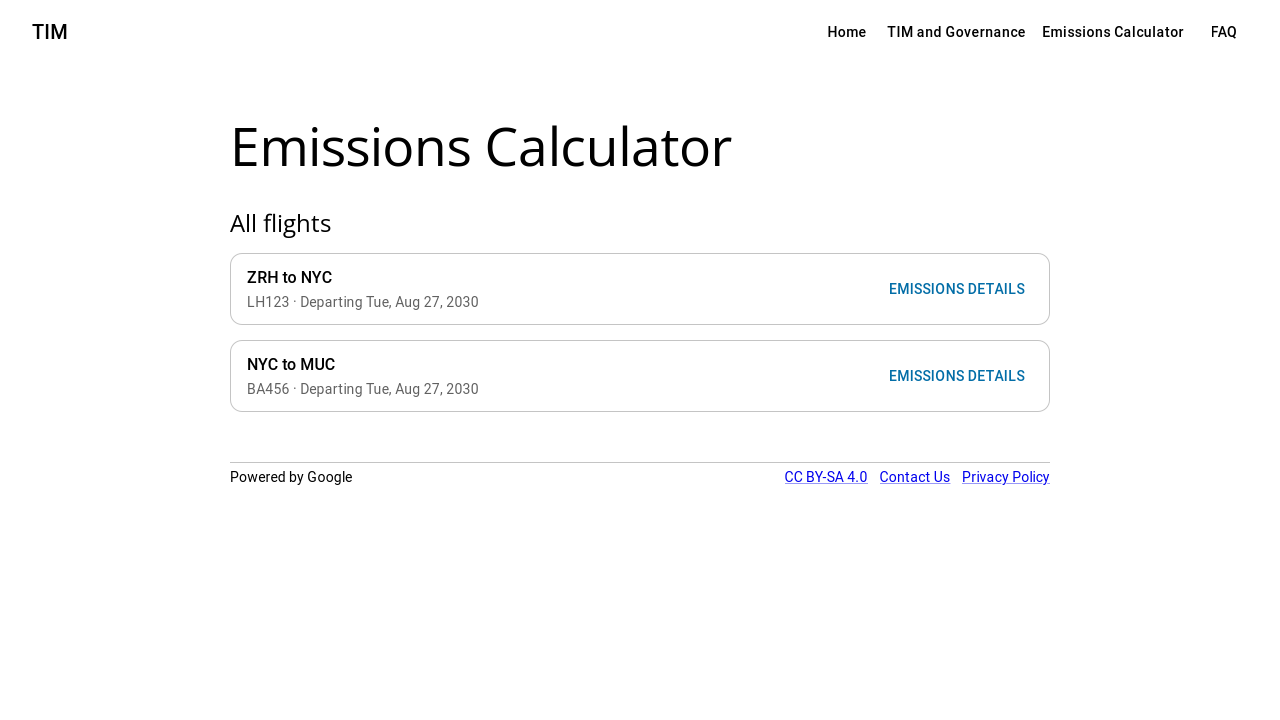 TIM
Home TIM and Governance Emissions Calculator FAQ
Emissions Calculator
All flights
ZRH to NYC
LH123 · Departing Tue, Aug 27, 2030
EMISSIONS DETAILS
NYC to MUC
BA456 · Departing Tue, Aug 27, 2030
EMISSIONS DETAILS
Powered by Google
CC BY-SA 4.0 Contact Us Privacy Policy